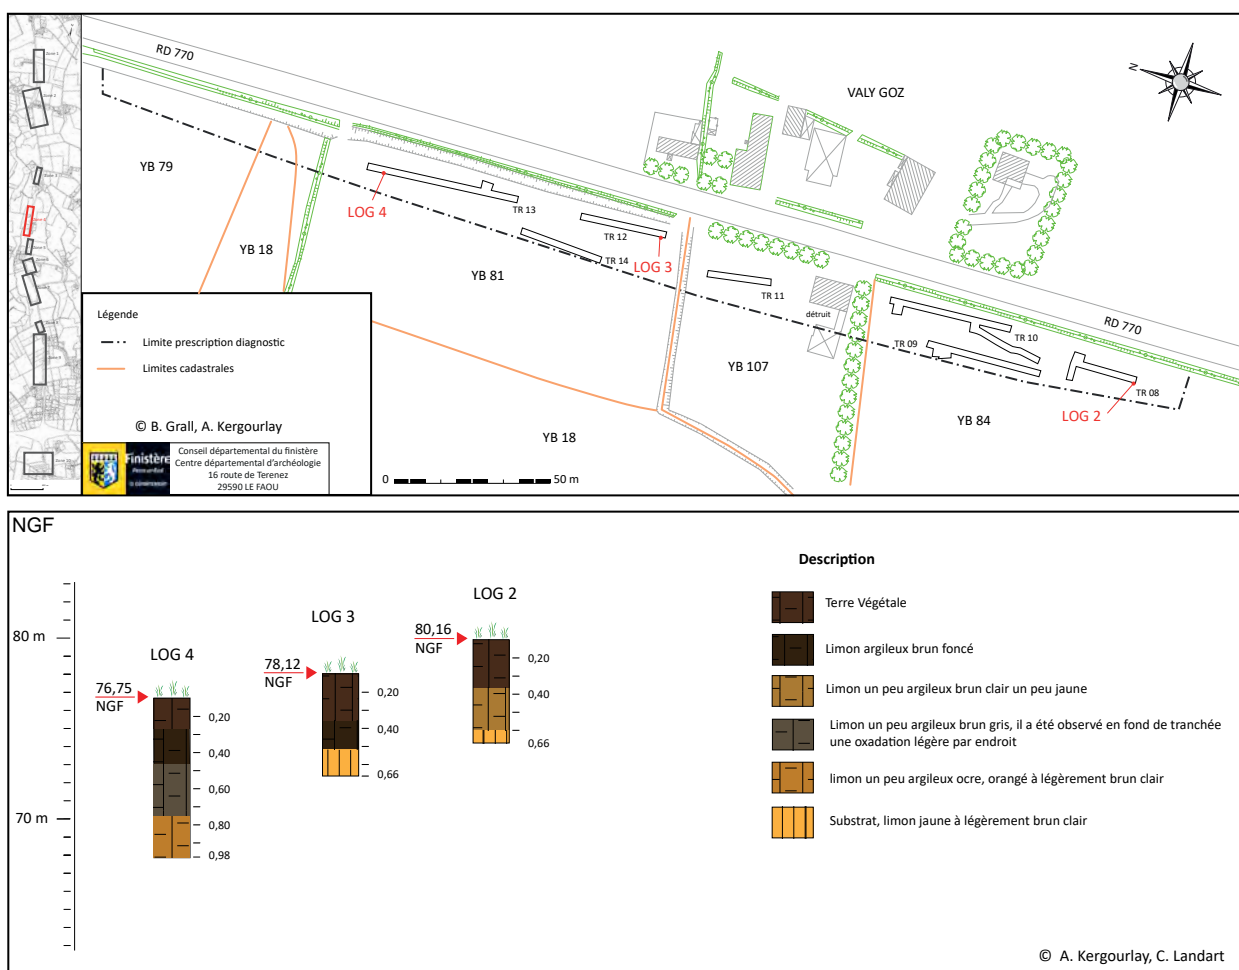 RD 770
VALY GOZ
N
YB 79
LOG 4
TR 13
TR 12
LOG 3
YB 18
YB 81
TR 14
TR 11
détruit
RD 770
TR 10
TR 09
YB 107
TR 08
LOG 2
YB 84
YB 18
Légende
Limite prescription diagnostic
Limites cadastrales
© B. Grall, A. Kergourlay
Finistère
Conseil départemental du finistère
Centre départemental d'archéologie
16 route de Terenez
29590 LE FAOU
0 50 m
NGF
80 m
70 m
LOG 4
76,75
NGF
0,20
0,40
0,60
0,80
0,98
LOG 3
78,12
NGF
0,20
0,40
0,66
LOG 2
80,16
NGF
0,20
0,40
0,66
Description
Terre Végétale
Limon argileux brun foncé
Limon un peu argileux brun clair un peu jaune
Limon un peu argileux brun gris, il a été observé en fond de tranchée
une oxadation légère par endroit
limon un peu argileux ocre, orangé à légèrement brun clair
Substrat, limon jaune à légèrement brun clair
© A. Kergourlay, C. Landart